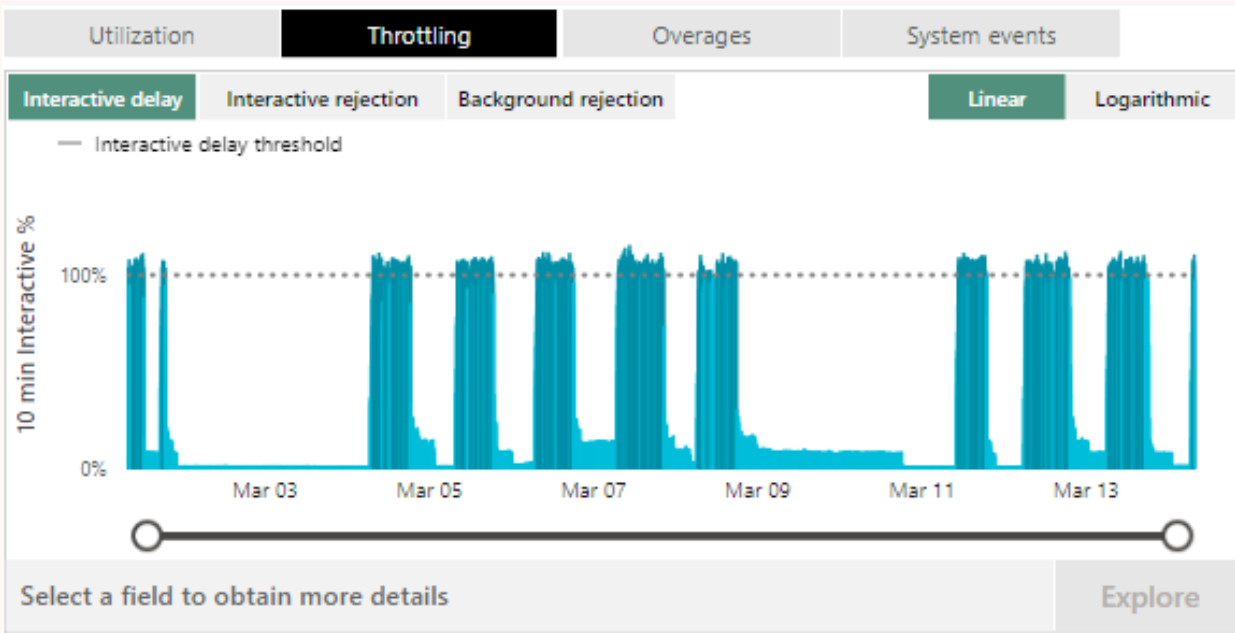 Utilization Throttling Overages System events
Interactive delay Interactive rejection Background rejection Linear Logarithmic
Interactive delay threshold
10 min Interactive %
100%
0%
Mar 03 Mar 05 Mar 07 Mar 09 Mar 11 Mar 13
Select a field to obtain more details Explore